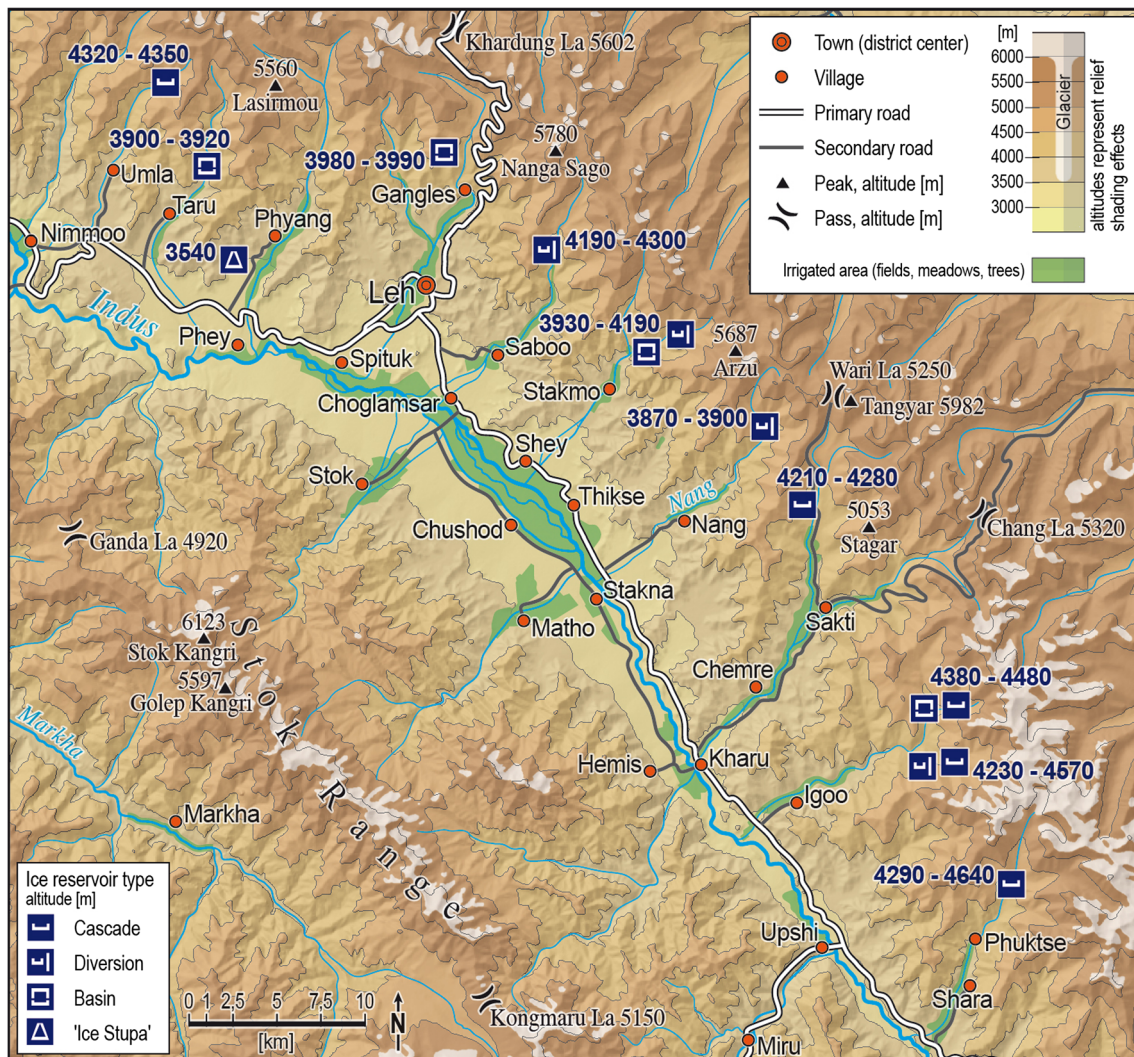 Khardung La 5602
4320 - 4350
5560
Lasirmou
3900 - 3920
Umla
Taru
3980 - 3990
Gangles
5780
Nanga Sago
Nimmoo
Phyang
3540
4190 - 4300
Leh
Indus
Phey
Spituk
3930 - 4190
Saboo
Stakmo
5687
Arzu
Wari La 5250
Tangyar 5982
Choglamsar
3870 - 3900
Shey
Stok
Thikse
4210 - 4280
5053
Stagar
Chang La 5320
Nang
Nang
Chushod
Ganda La 4920
Stakna
Matho
Sakti
6123
Stok Kangri
5597
Golep Kangri
Stok Range
Chemre
4380 - 4480
Markha
Hemis
Kharu
4230 - 4570
Igoo
Markha
4290 - 4640
Upshi
Phuktse
Shara
Kongmaru La 5150
Miru
Town (district center)
Village
Primary road
Secondary road
Peak, altitude [m]
Pass, altitude [m]
Irrigated area (fields, meadows, trees)
[m]
6000
5500
5000
4500
4000
3500
3000
Glacier
altitudes represent relief
shading effects
Ice reservoir type
altitude [m]
Cascade
Diversion
Basin
'Ice Stupa'
0 1 2,5 5 7,5 10
[km]
N